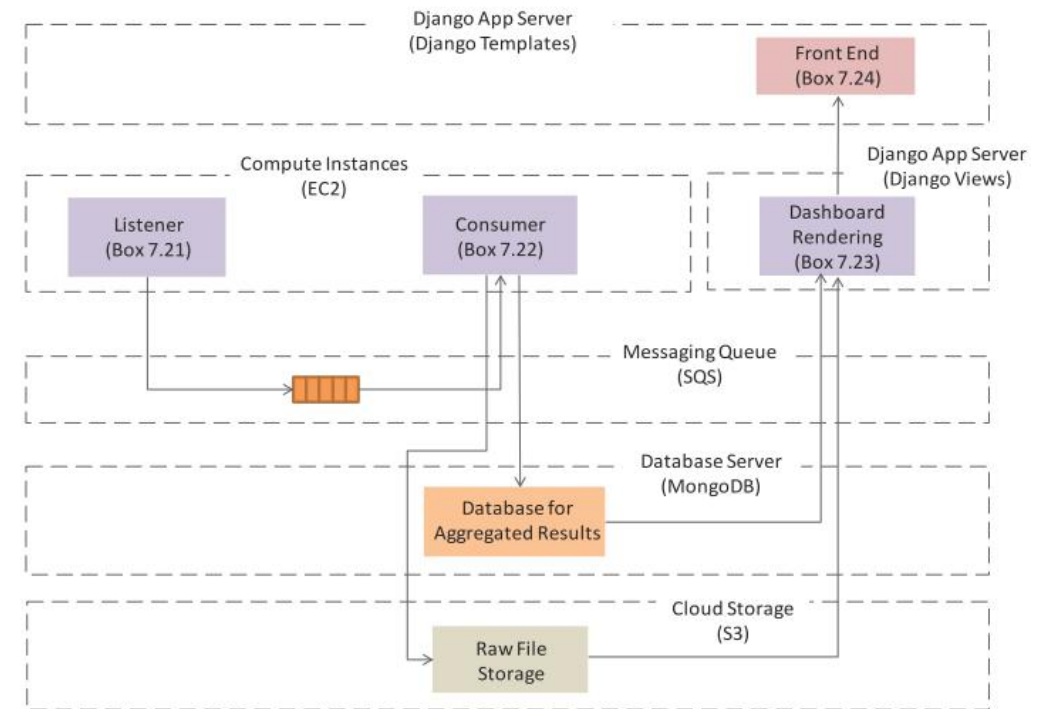 Django App Server
(Django Templates)
Front End
(Box 7.24)
Compute Instances
(EC2)
Django App Server
(Django Views)
Listener
(Box 7.21)
Consumer
(Box 7.22)
Dashboard
Rendering
(Box 7.23)
Messaging Queue
(SQS)
Database Server
(MongoDB)
Database for
Aggregated Results
Cloud Storage
(S3)
Raw File
Storage